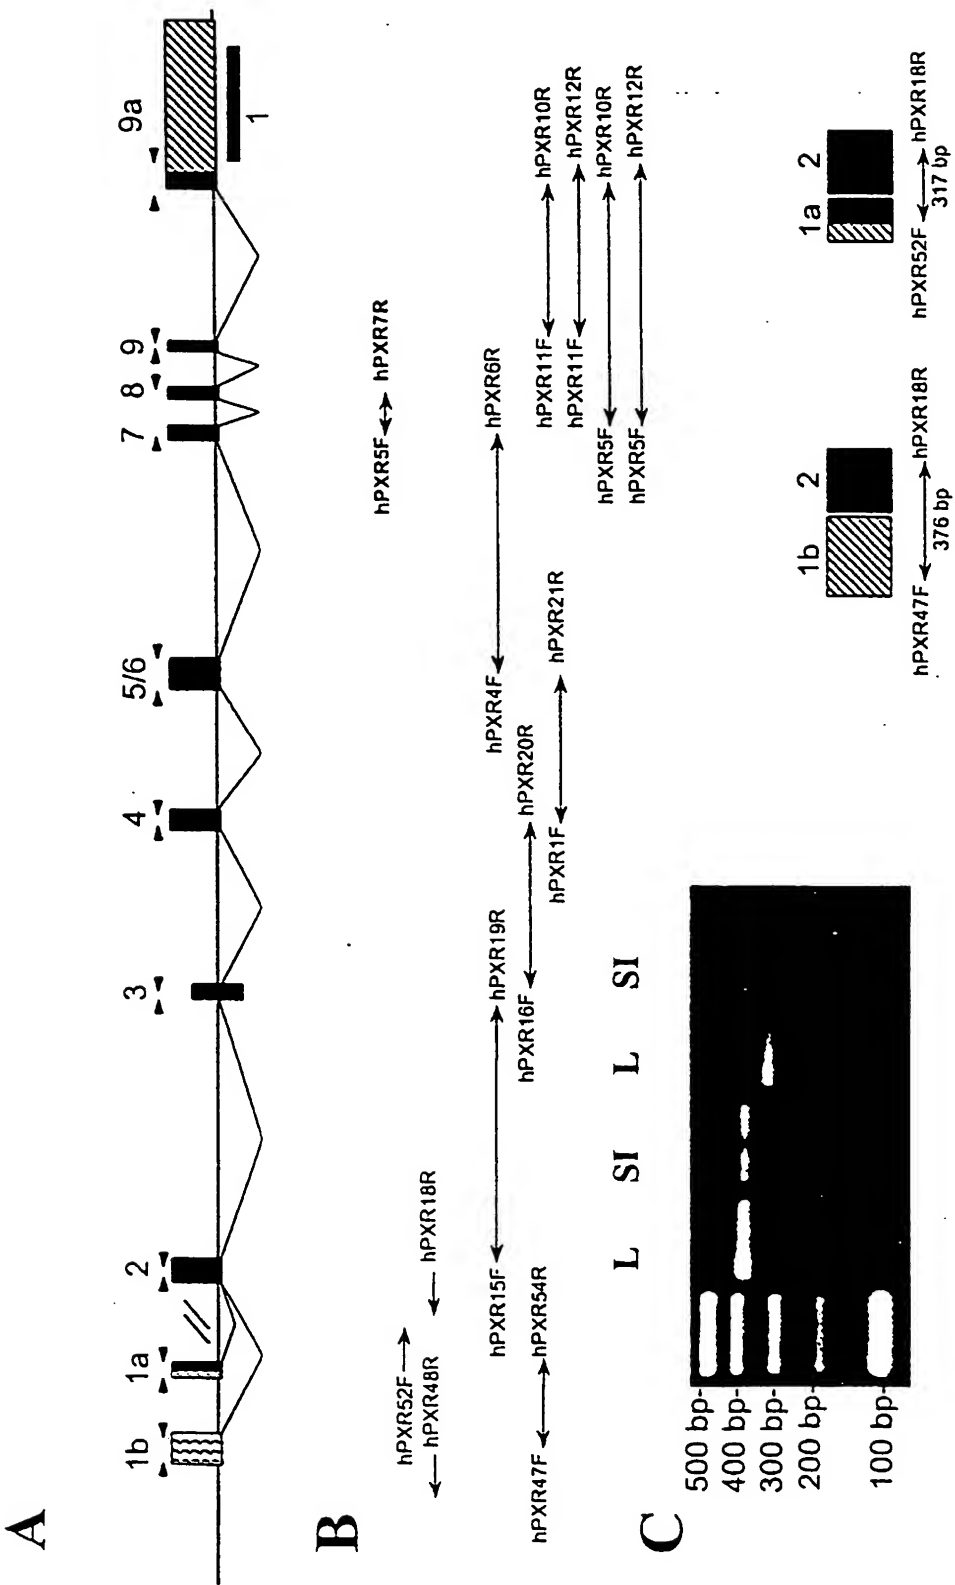 A
1b 1a 2 3 4 5/6 7 8 9 9a
1
B
hPXR52F hPXR5F hPXR7R
hPXR48R hPXR18R
hPXR15F hPXR19R hPXR4F hPXR6R
hPXR47F hPXR54R hPXR16F hPXR20R hPXR11F hPXR10R
hPXR1F hPXR21R hPXR11F hPXR12R
hPXR5F hPXR10R
hPXR5F hPXR12R
C
L SI L SI
500 bp-
400 bp-
300 bp-
200 bp-
100 bp-
1b 2
hPXR47F hPXR18R
376 bp
1a 2
hPXR52F hPXR18R
317 bp